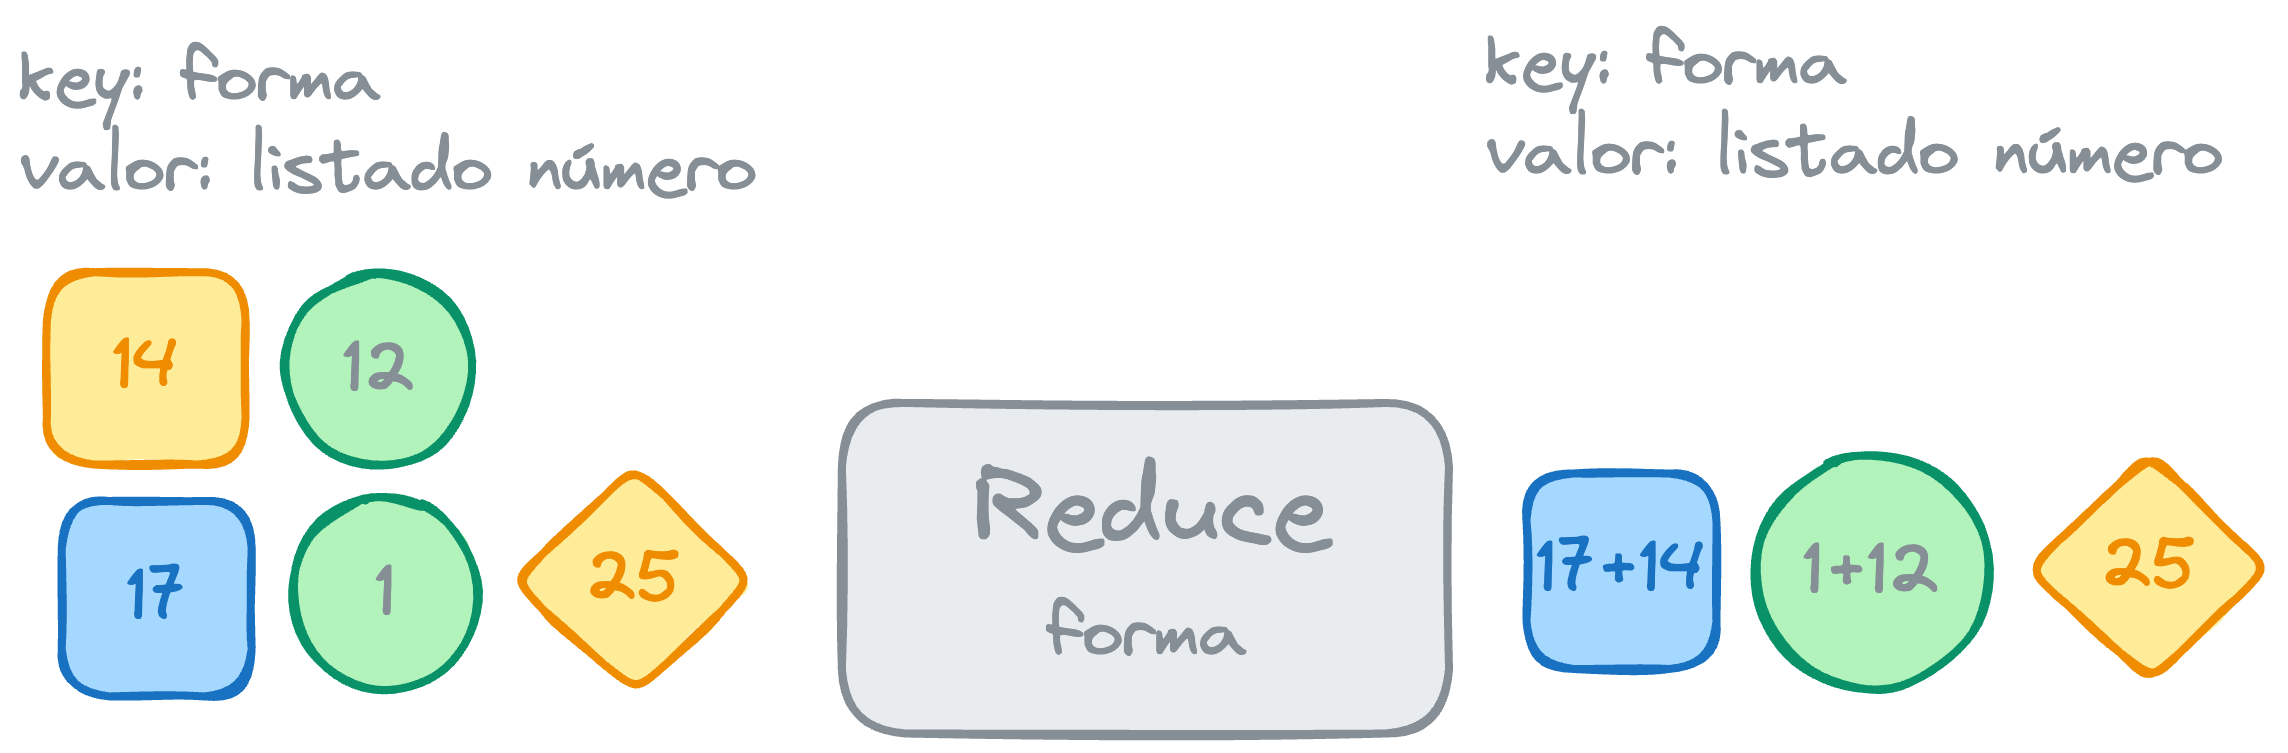 key: forma
valor: listado número
14
12
17
1
25
Reduce
forma
key: forma
valor: listado número
17+14
1+12
25